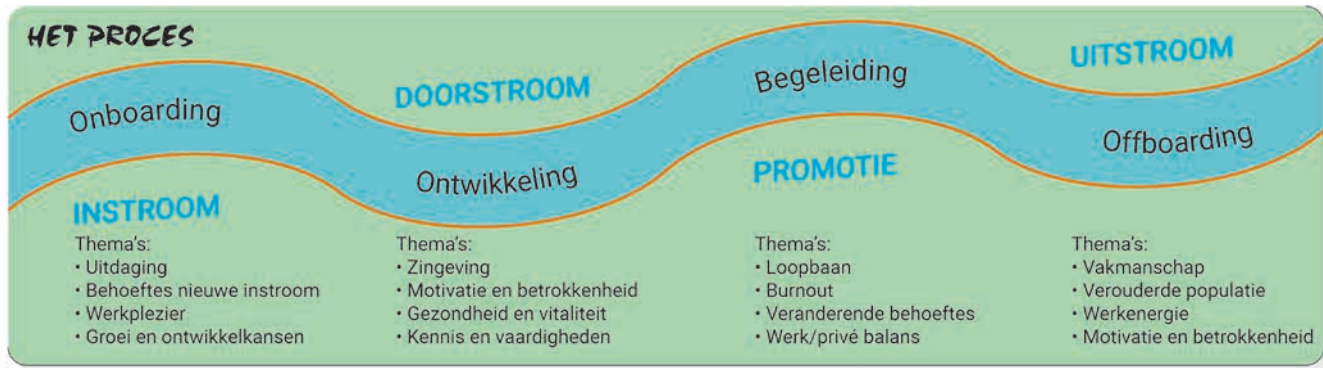 HET PROCES
Onboarding
INSTROOM
Thema's:
• Uitdaging
• Behoeftes nieuwe instroom
• Werkplezier
• Groei en ontwikkelkansen
DOORSTROOM
Ontwikkeling
Thema's:
• Zingeving
• Motivatie en betrokkenheid
• Gezondheid en vitaliteit
• Kennis en vaardigheden
Begeleiding
PROMOTIE
Thema's:
• Loopbaan
• Burnout
• Veranderende behoeftes
• Werk/privé balans
UITSTROOM
Offboarding
Thema's:
• Vakmanschap
• Verouderde populatie
• Werkenergie
• Motivatie en betrokkenheid